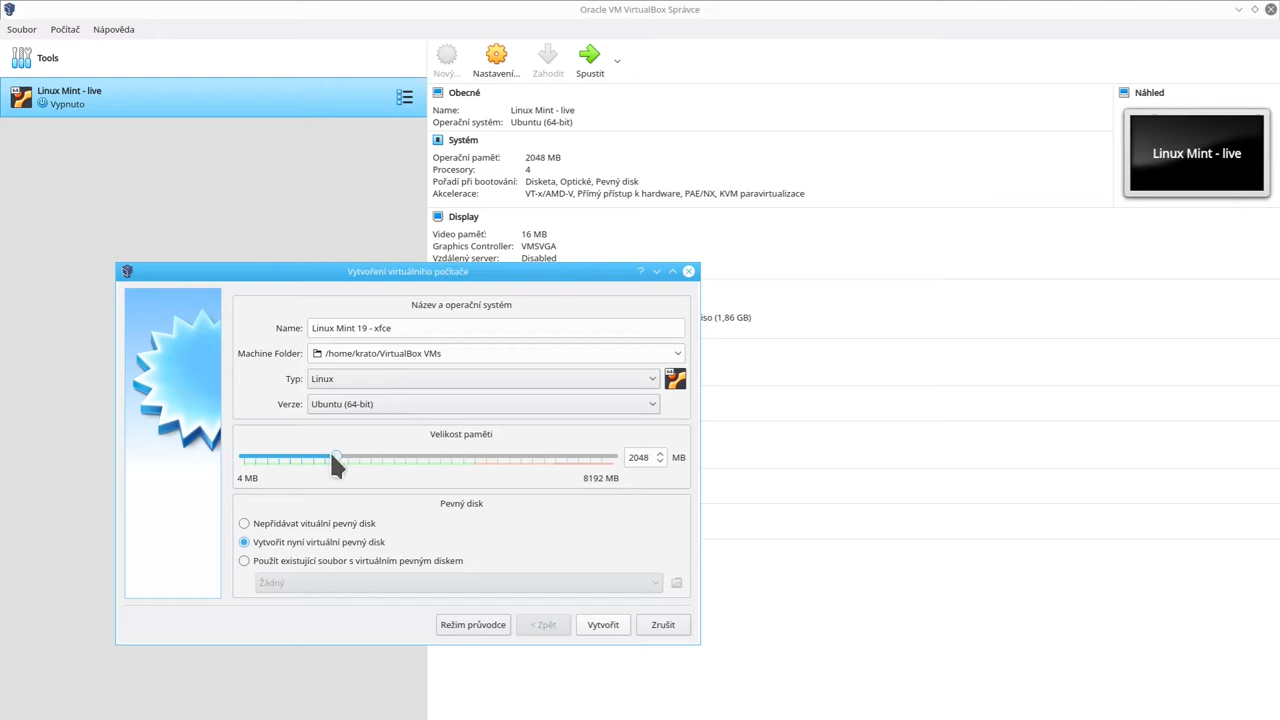 Oracle VM VirtualBox Správce
Soubor Počítač Nápověda
Tools
Linux Mint - live
Vypnuto
Nový... Nastavení... Zahodit Spustit
Obecné
Name: Linux Mint - live
Operační systém: Ubuntu (64-bit)
Systém
Operační paměť: 2048 MB
Procesory: 4
Pořadí při bootování: Disketa, Optické, Pevný disk
Akcelerace: VT-x/AMD-V, Přímý přístup k hardware, PAE/NX, KVM paravirtualizace
Display
Video paměť: 16 MB
Graphics Controller: VMSVGA
Vzdálený server: Disabled
iso (1,86 GB)
Náhled
Linux Mint - live
Vytvoření virtuálního počítače
Název a operační systém
Name: Linux Mint 19 - xfce
Machine Folder: /home/krato/VirtualBox VMs
Typ: Linux
Verze: Ubuntu (64-bit)
Velikost paměti
2048 MB
4 MB 8192 MB
Pevný disk
Nepřidávat vituální pevný disk
Vytvořit nyní virtuální pevný disk
Použít existující soubor s virtuálním pevným diskem
Žádný
Režim průvodce < Zpět Vytvořit Zrušit